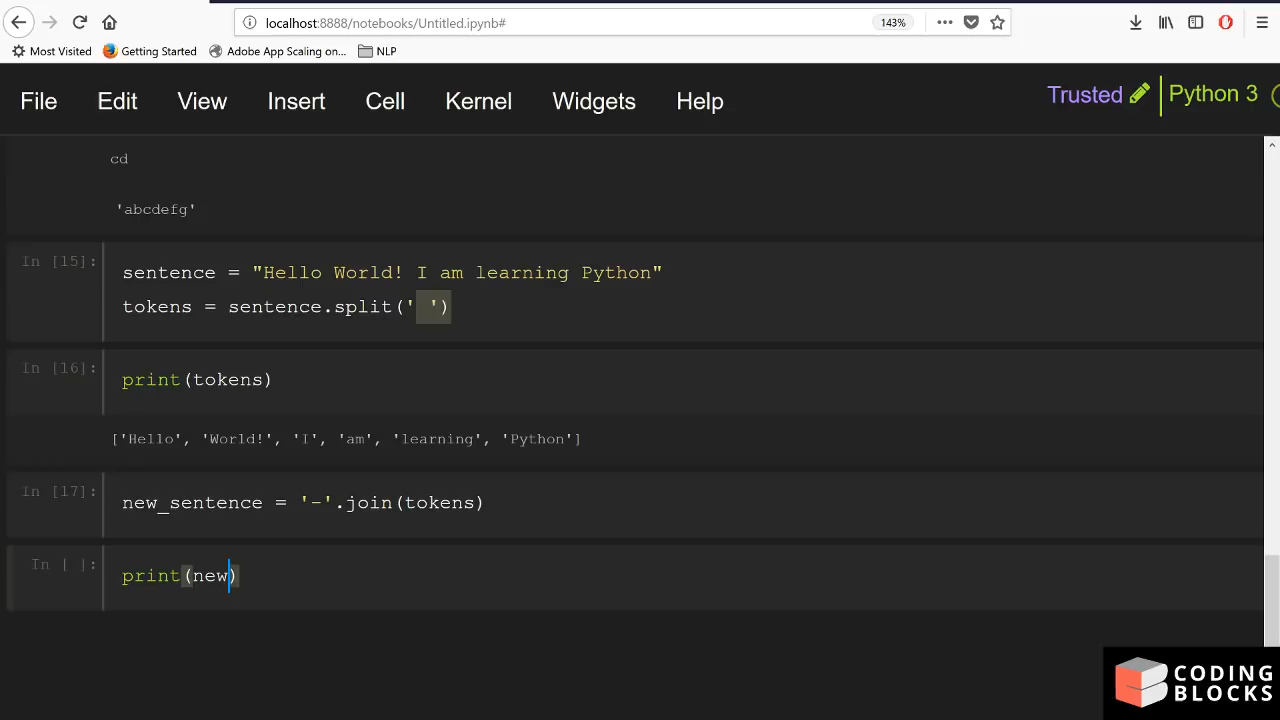 localhost:8888/notebooks/Untitled.ipynb#
143%
Most Visited
Getting Started
Adobe App Scaling on...
NLP
File
Edit
View
Insert
Cell
Kernel
Widgets
Help
Trusted
Python 3
cd
'abcdefg'
In [15]:
sentence = "Hello World! I am learning Python"
tokens = sentence.split(' ')
In [16]:
print(tokens)
['Hello', 'World!', 'I', 'am', 'learning', 'Python']
In [17]:
new_sentence = '-'.join(tokens)
In [ ]:
print(new)
CODING
BLOCKS